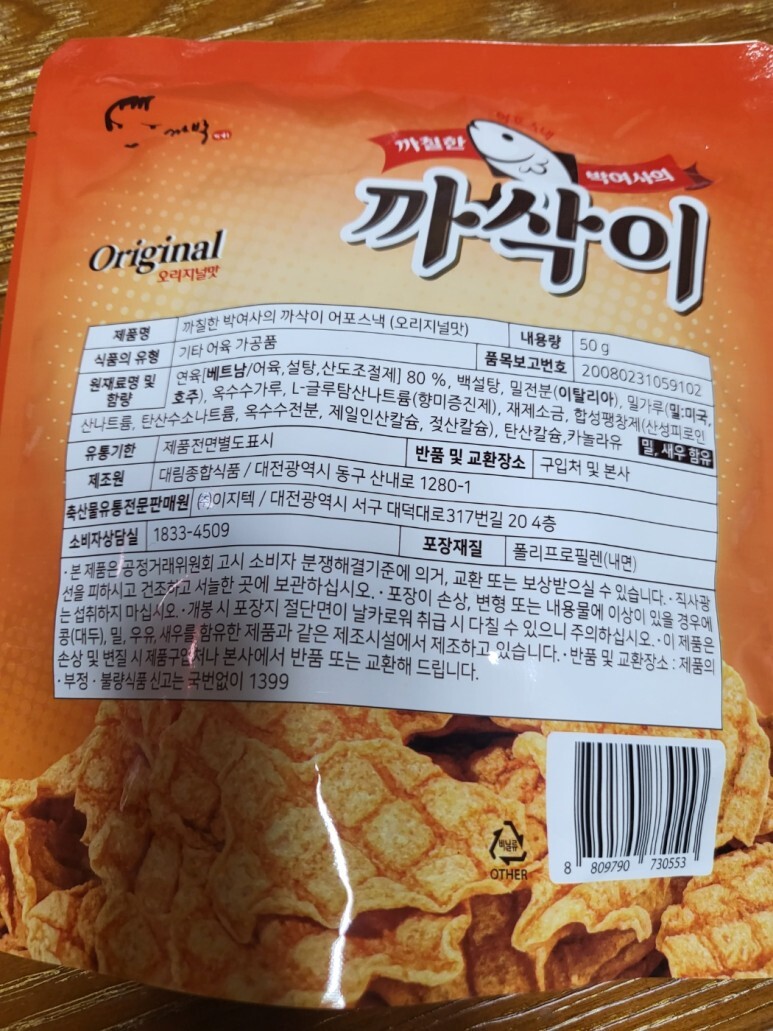 까박
어포스낵
까칠한
박여사의
까삭이
Original
오리지널맛
제품명 까칠한 박여사의 까삭이 어포스낵 (오리지널맛) 내용량 50 g
식품의 유형 기타 어육 가공품 품목보고번호 20080231059102
원재료명 및 함량 연육[베트남/어육,설탕,산도조절제] 80 %, 백설탕, 밀전분(이탈리아), 밀가루(밀:미국,
호주), 옥수수가루, L-글루탐산나트륨(향미증진제), 재제소금, 합성팽창제(산성피로인
산나트륨, 탄산수소나트륨, 옥수수전분, 제일인산칼슘, 젖산칼슘), 탄산칼슘,카놀라유 밀, 새우 함유
유통기한 제품전면별도표시 반품 및 교환장소 구입처 및 본사
제조원 대림종합식품 / 대전광역시 동구 산내로 1280-1
축산물유통전문판매원 ㈜이지텍 / 대전광역시 서구 대덕대로317번길 20 4층
소비자상담실 1833-4509 포장재질 폴리프로필렌(내면)
· 본 제품은 공정거래위원회 고시 소비자 분쟁해결기준에 의거, 교환 또는 보상받으실 수 있습니다. · 직사광
선을 피하시고 건조하고 서늘한 곳에 보관하십시오. · 포장이 손상, 변형 또는 내용물에 이상이 있을 경우에
는 섭취하지 마십시오. · 개봉 시 포장지 절단면이 날카로워 취급 시 다칠 수 있으니 주의하십시오. · 이 제품은
콩(대두), 밀, 우유, 새우를 함유한 제품과 같은 제조시설에서 제조하고 있습니다. · 반품 및 교환장소 : 제품의
손상 및 변질 시 제품구입처나 본사에서 반품 또는 교환해 드립니다.
· 부정 · 불량식품 신고는 국번없이 1399
비닐류
OTHER
8 809790 730553